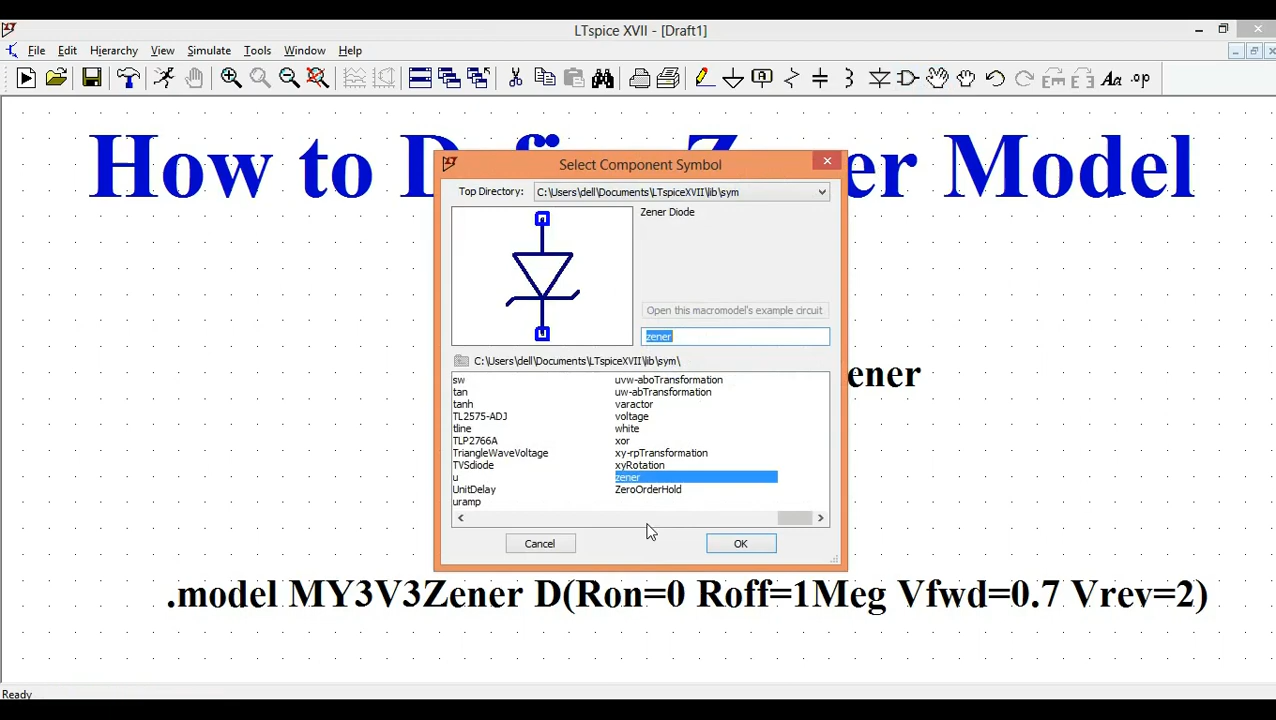 LTspice XVII - [Draft1]
File Edit Hierarchy View Simulate Tools Window Help
A Aa .op
How to Define Zener Model
Select Component Symbol
Top Directory: C:\Users\dell\Documents\LTspiceXVII\lib\sym
Zener Diode
Open this macromodel's example circuit
zener
C:\Users\dell\Documents\LTspiceXVII\lib\sym\
ener
sw uvw-aboTransformation
tan uw-abTransformation
tanh varactor
TL2575-ADJ voltage
tline white
TLP2766A xor
TriangleWaveVoltage xy-rpTransformation
TVSdiode xyRotation
u zener
UnitDelay ZeroOrderHold
uramp
Cancel OK
.model MY3V3Zener D(Ron=0 Roff=1Meg Vfwd=0.7 Vrev=2)
Ready